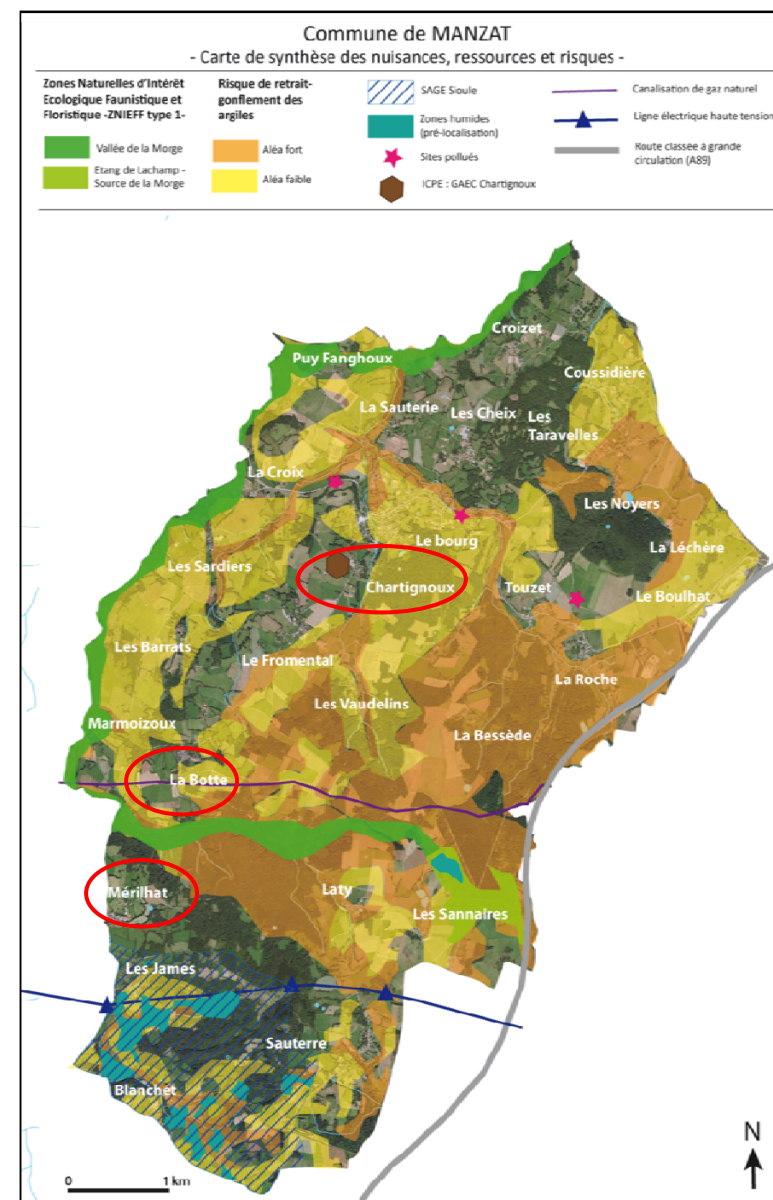 Commune de MANZAT
- Carte de synthèse des nuisances, ressources et risques -
Zones Naturelles d'Intérêt
Ecologique Faunistique et
Floristique -ZNIEFF type 1-
Vallée de la Morge
Etang de Lachamp -
Source de la Morge
Risque de retrait-
gonflement des
argiles
Aléa fort
Aléa faible
SAGE Sioule
Zones humides
(pré-localisation)
Sites pollués
ICPE : GAEC Chartignoux
Canalisation de gaz naturel
Ligne électrique haute tension
Route classée à grande
circulation (A89)
Croizet
Puy Fanghoux
Coussidière
La Sauterie
Les Cheix
Les
Taravelles
La Croix
Les Noyers
Le bourg
La Léchère
Les Sardiers
Chartignoux
Touzet
Le Boulhat
Les Barrats
Le Fromental
La Roche
Les Vaudelins
Marmoizoux
La Bessède
La Botte
Mérilhat
Laty
Les Sannaires
Les James
Sauterre
Blanchet
N
0
1 km